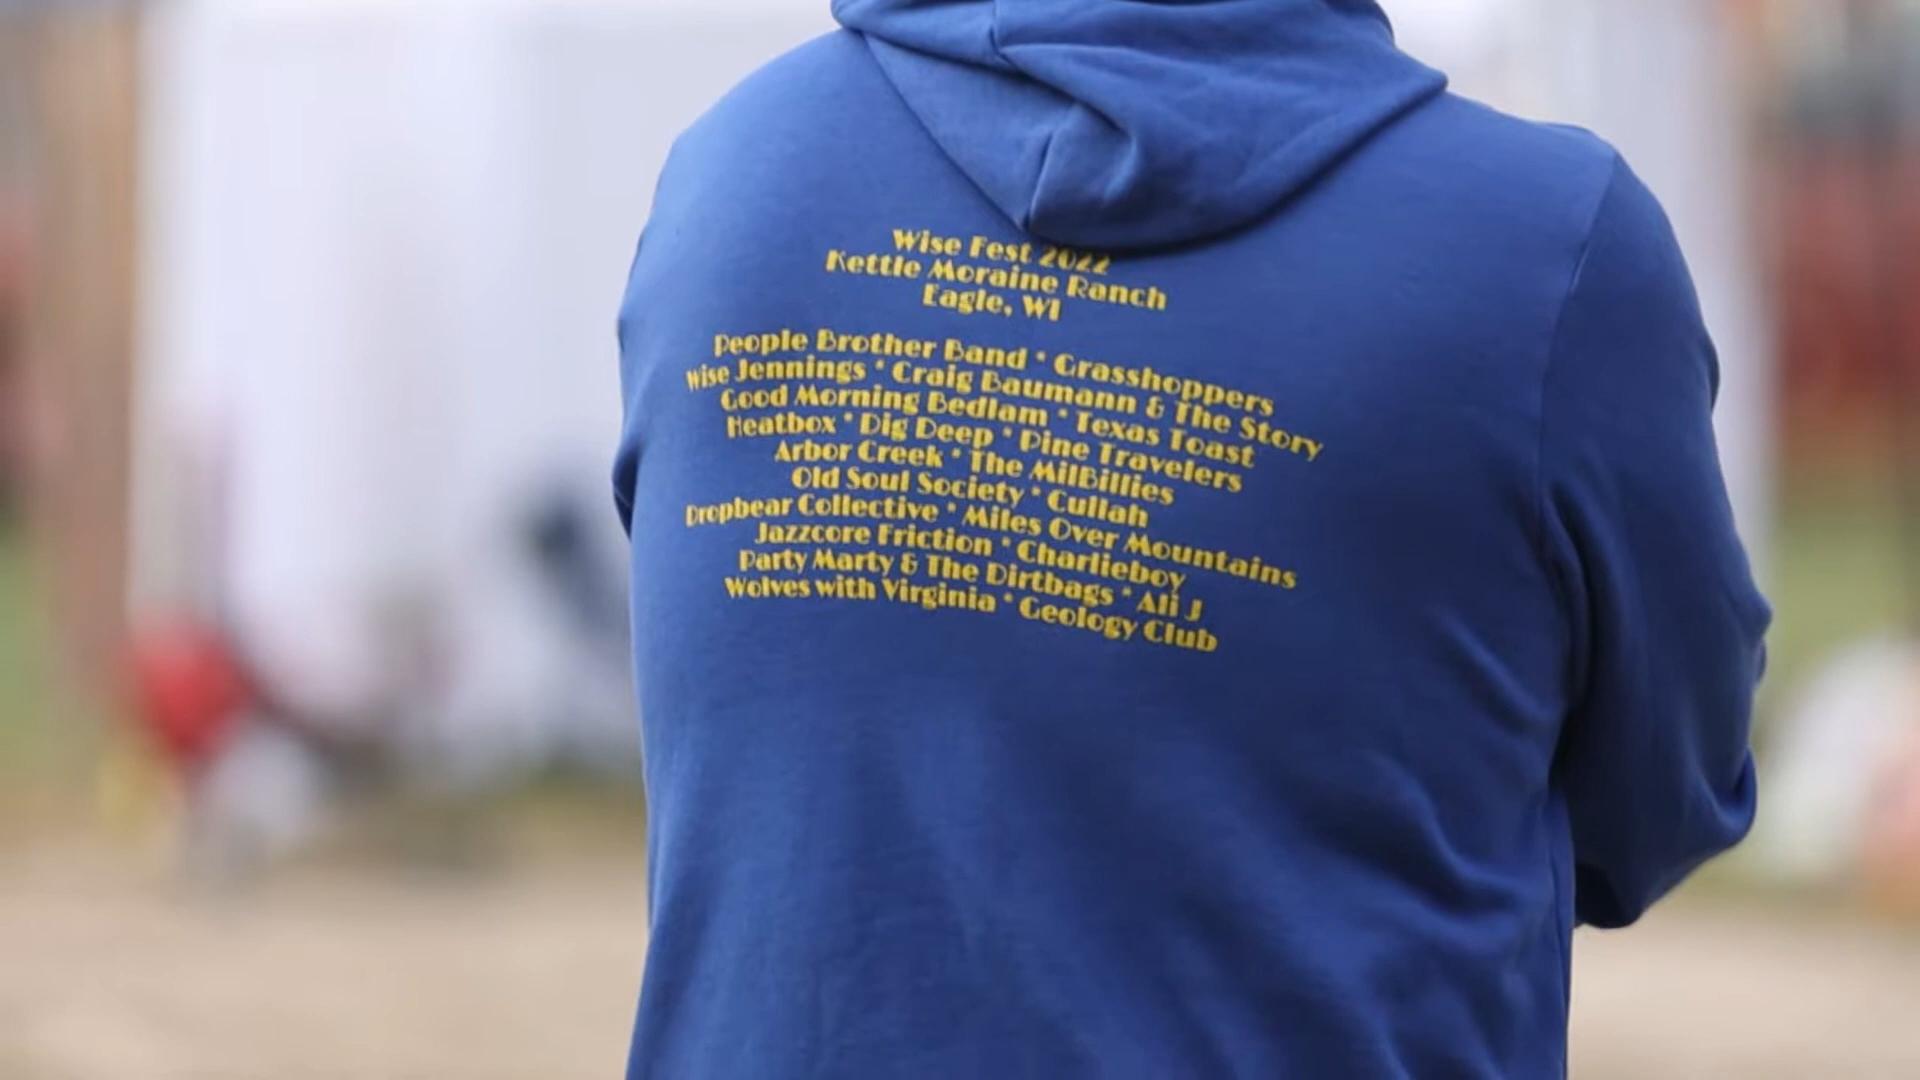 Wise Fest 2022
Kettle Moraine Ranch
Eagle, WI
People Brother Band * Grasshoppers
Wise Jennings * Craig Baumann & The Story
Good Morning Bedlam * Texas Toast
Heatbox * Dig Deep * Pine Travelers
Arbor Creek * The MilBillies
Old Soul Society * Cullah
Dropbear Collective * Miles Over Mountains
Jazzcore Friction * Charlieboy
Party Marty & The Dirtbags * Ali J
Wolves with Virginia * Geology Club